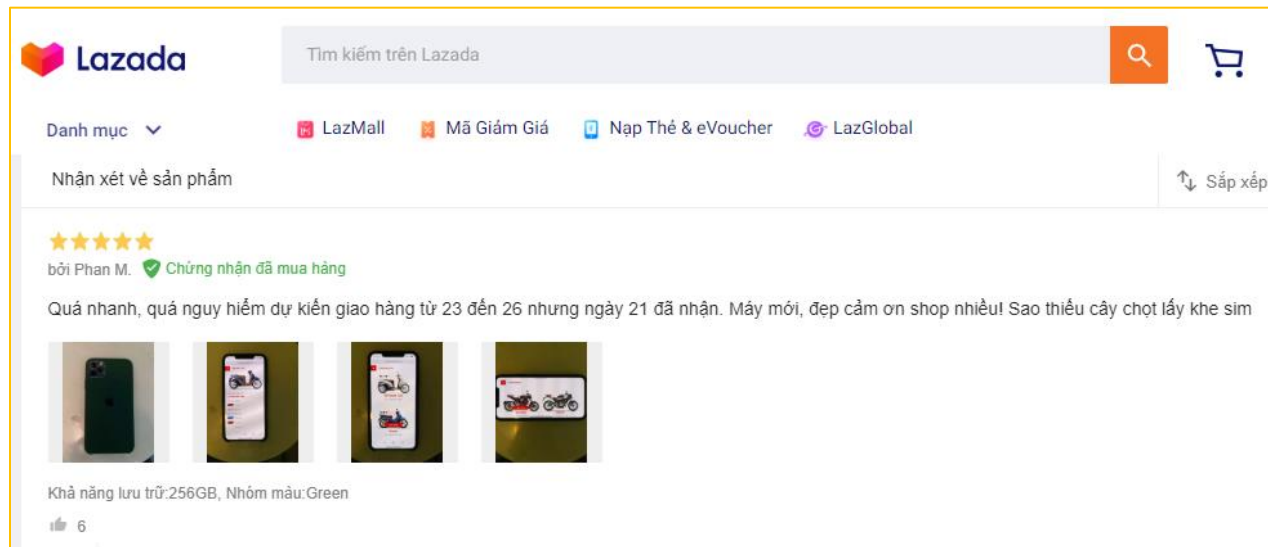 Lazada
Tìm kiếm trên Lazada
Danh mục
LazMall
Mã Giảm Giá
Nạp Thẻ & eVoucher
LazGlobal
Nhận xét về sản phẩm
Sắp xếp
bởi Phan M.
Chứng nhận đã mua hàng
Quá nhanh, quá nguy hiểm dự kiến giao hàng từ 23 đến 26 nhưng ngày 21 đã nhận. Máy mới, đẹp cảm ơn shop nhiều! Sao thiếu cây chọt lấy khe sim
Khả năng lưu trữ:256GB, Nhóm màu:Green
6